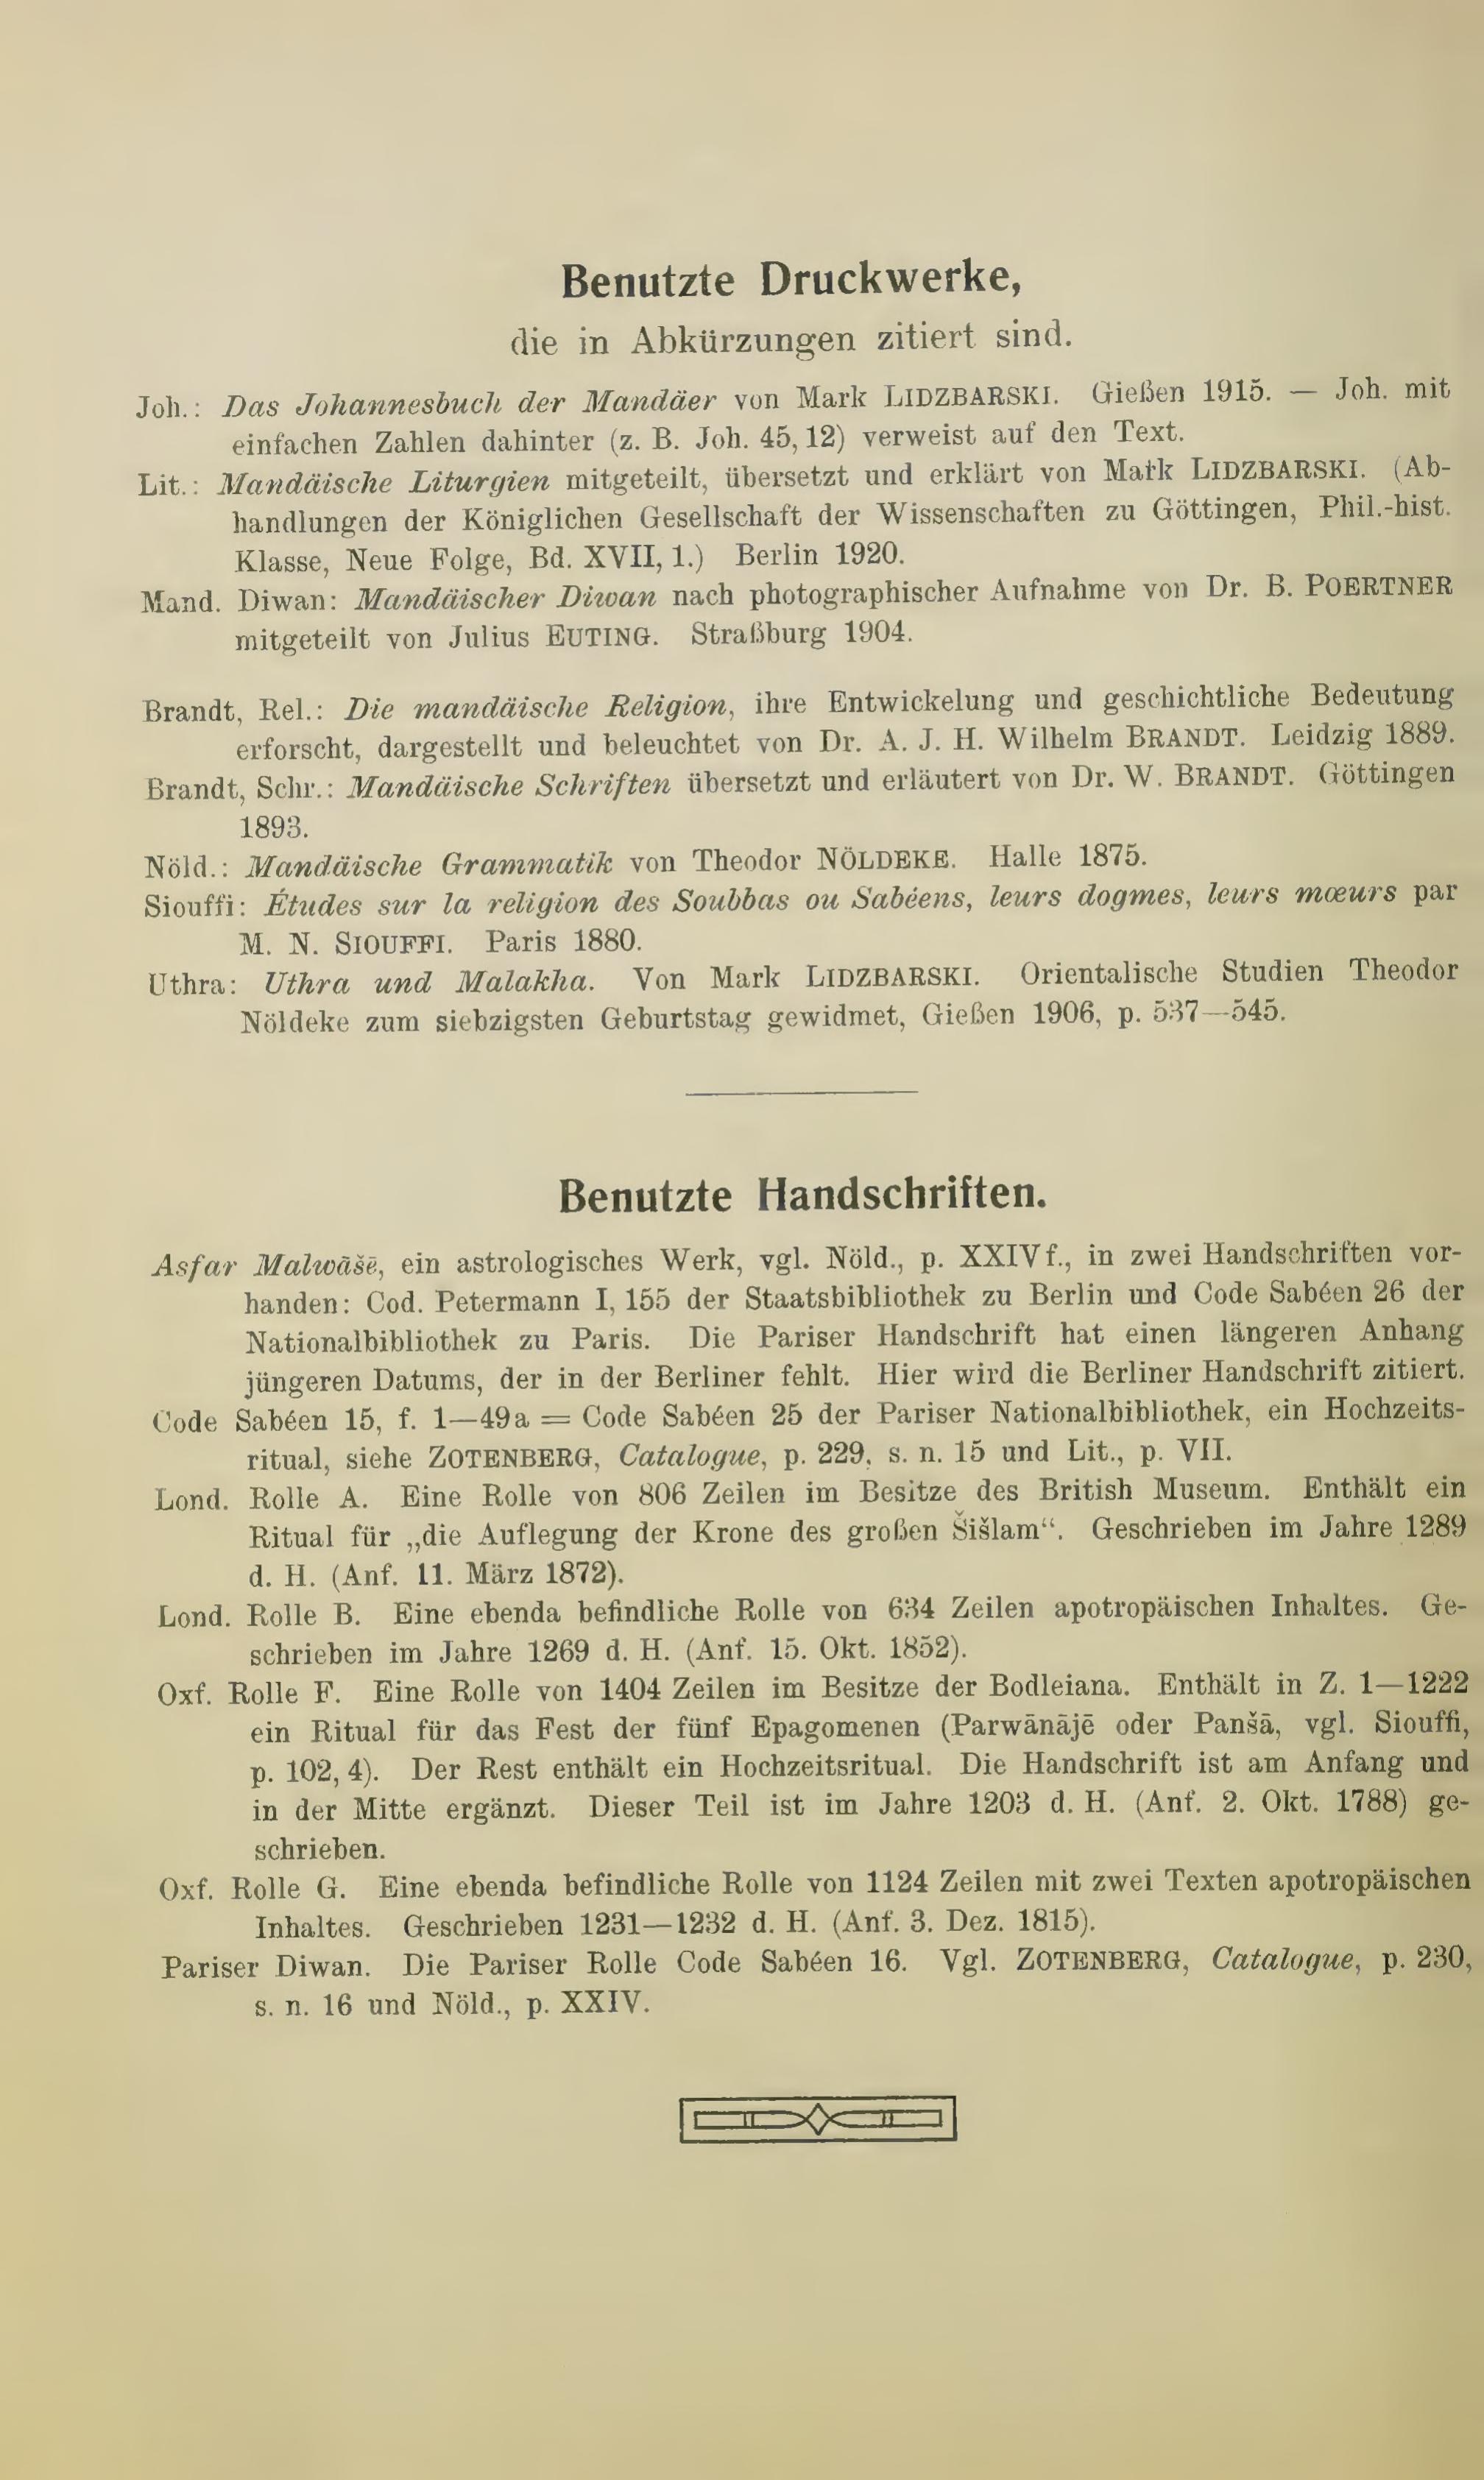 Benutzte Druckwerke,
die in Abkürzungen zitiert sind.
Joh.: Das Johannesbuch der Mandäer von Mark LIDZBARSKI. Gießen 1915. — Joh. mit
einfachen Zahlen dahinter (z. B. Joh. 45, 12) verweist auf den Text.
Lit.: Mandäische Liturgien mitgeteilt, übersetzt und erklärt von Mark LIDZBARSKI. (Ab-
handlungen der Königlichen Gesellschaft der Wissenschaften zu Göttingen, Phil.-hist.
Klasse, Neue Folge, Bd. XVII, 1.) Berlin 1920.
Mand. Diwan: Mandäischer Diwan nach photographischer Aufnahme von Dr. B. POERTNER
mitgeteilt von Julius EUTING. Straßburg 1904.
Brandt, Rel.: Die mandäische Religion, ihre Entwickelung und geschichtliche Bedeutung
erforscht, dargestellt und beleuchtet von Dr. A. J. H. Wilhelm BRANDT. Leidzig 1889.
Brandt, Schr.: Mandäische Schriften übersetzt und erläutert von Dr. W. BRANDT. Göttingen
1893.
Nöld.: Mandäische Grammatik von Theodor NÖLDEKE. Halle 1875.
Siouffi: Études sur la religion des Soubbas ou Sabéens, leurs dogmes, leurs mœurs par
M. N. SIOUFFI. Paris 1880.
Uthra: Uthra und Malakha. Von Mark LIDZBARSKI. Orientalische Studien Theodor
Nöldeke zum siebzigsten Geburtstag gewidmet, Gießen 1906, p. 537—545.
Benutzte Handschriften.
Asfar Malwāšē, ein astrologisches Werk, vgl. Nöld., p. XXIV f., in zwei Handschriften vor-
handen: Cod. Petermann I, 155 der Staatsbibliothek zu Berlin und Code Sabéen 26 der
Nationalbibliothek zu Paris. Die Pariser Handschrift hat einen längeren Anhang
jüngeren Datums, der in der Berliner fehlt. Hier wird die Berliner Handschrift zitiert.
Code Sabéen 15, f. 1—49a = Code Sabéen 25 der Pariser Nationalbibliothek, ein Hochzeits-
ritual, siehe ZOTENBERG, Catalogue, p. 229, s. n. 15 und Lit., p. VII.
Lond. Rolle A. Eine Rolle von 806 Zeilen im Besitze des British Museum. Enthält ein
Ritual für „die Auflegung der Krone des großen Šišlam“. Geschrieben im Jahre 1289
d. H. (Anf. 11. März 1872).
Lond. Rolle B. Eine ebenda befindliche Rolle von 634 Zeilen apotropäischen Inhaltes. Ge-
schrieben im Jahre 1269 d. H. (Anf. 15. Okt. 1852).
Oxf. Rolle F. Eine Rolle von 1404 Zeilen im Besitze der Bodleiana. Enthält in Z. 1—1222
ein Ritual für das Fest der fünf Epagomenen (Parwānājē oder Panšā, vgl. Siouffi,
p. 102, 4). Der Rest enthält ein Hochzeitsritual. Die Handschrift ist am Anfang und
in der Mitte ergänzt. Dieser Teil ist im Jahre 1203 d. H. (Anf. 2. Okt. 1788) ge-
schrieben.
Oxf. Rolle G. Eine ebenda befindliche Rolle von 1124 Zeilen mit zwei Texten apotropäischen
Inhaltes. Geschrieben 1231—1232 d. H. (Anf. 3. Dez. 1815).
Pariser Diwan. Die Pariser Rolle Code Sabéen 16. Vgl. ZOTENBERG, Catalogue, p. 230,
s. n. 16 und Nöld., p. XXIV.